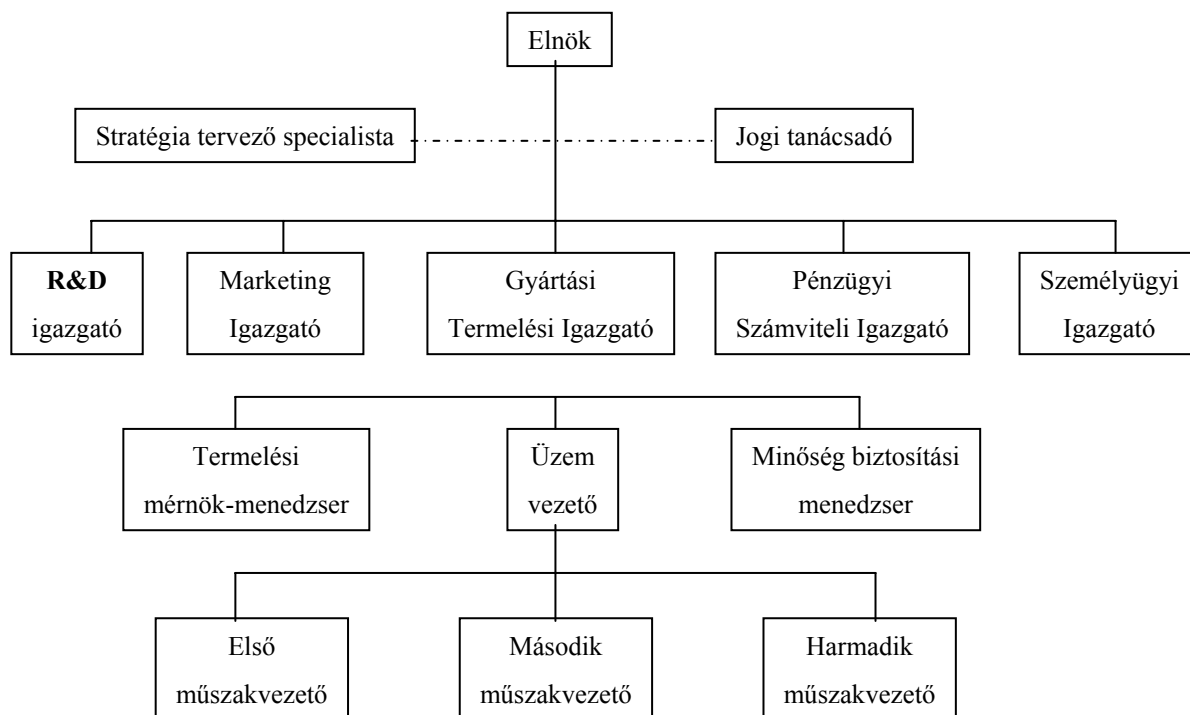 Elnök
Stratégia tervező specialista
Jogi tanácsadó
R&D
igazgató
Marketing
Igazgató
Gyártási
Termelési Igazgató
Pénzügyi
Számviteli Igazgató
Személyügyi
Igazgató
Termelési
mérnök-menedzser
Üzem
vezető
Minőség biztosítási
menedzser
Első
műszakvezető
Második
műszakvezető
Harmadik
műszakvezető